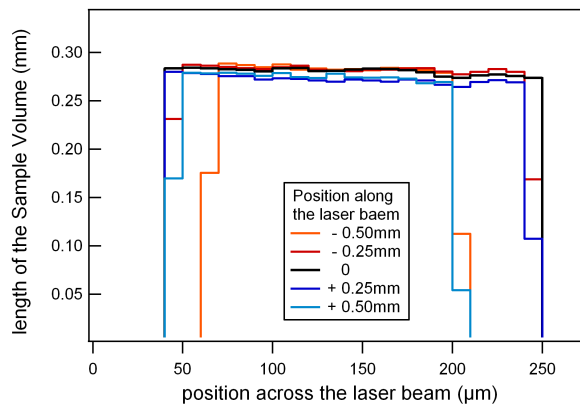 length of the Sample Volume (mm)
0.30
0.25
0.20
0.15
0.10
0.05
Position along
the laser baem
- 0.50mm
- 0.25mm
0
+ 0.25mm
+ 0.50mm
0
50
100
150
200
250
position across the laser beam (µm)